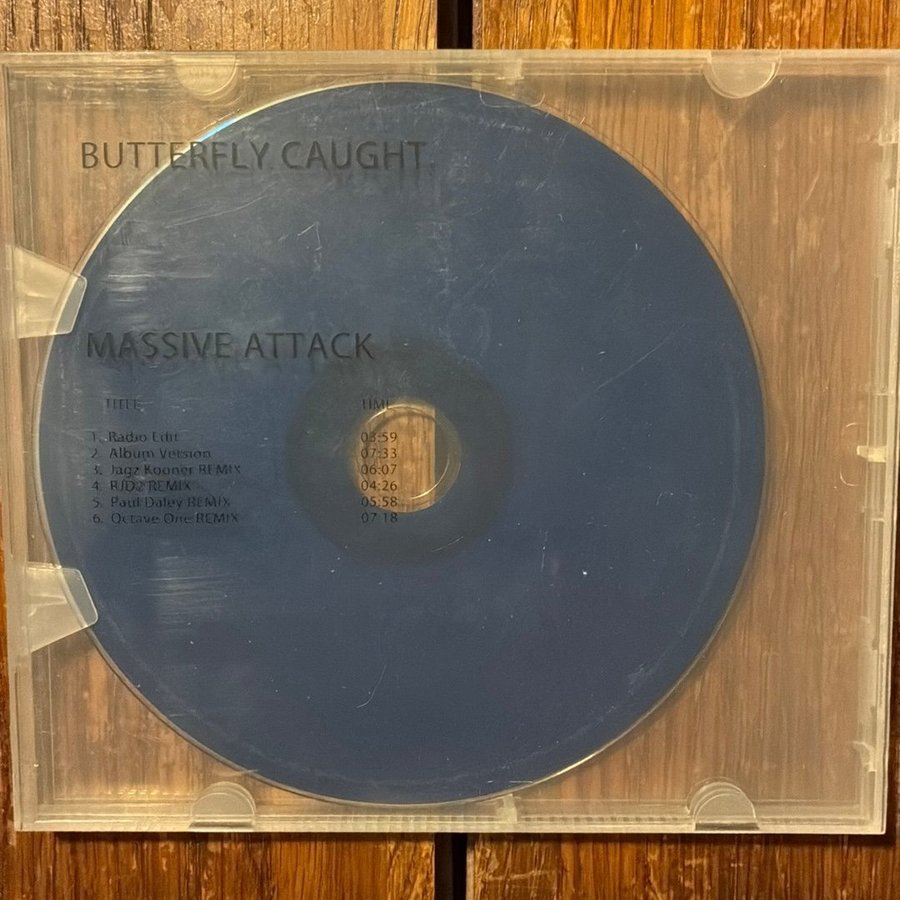 BUTTERFLY CAUGHT
MASSIVE ATTACK
TITLE TIME
1. Radio Edit 03:59
2. Album Version 07:33
3. Jagz Kooner REMIX 06:07
4. RJD2 REMIX 04:26
5. Paul Daley REMIX 05:58
6. Octave One REMIX 07:18